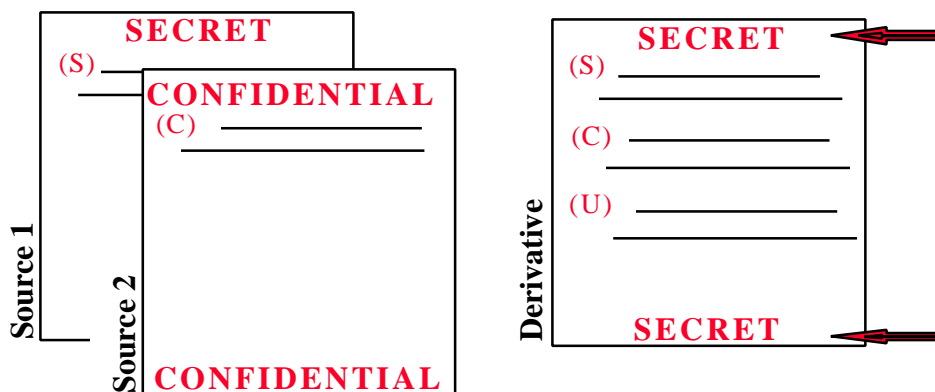 SECRET
(S)
Source 1
CONFIDENTIAL
(C)
Source 2
CONFIDENTIAL
SECRET
(S)
(C)
(U)
Derivative
SECRET